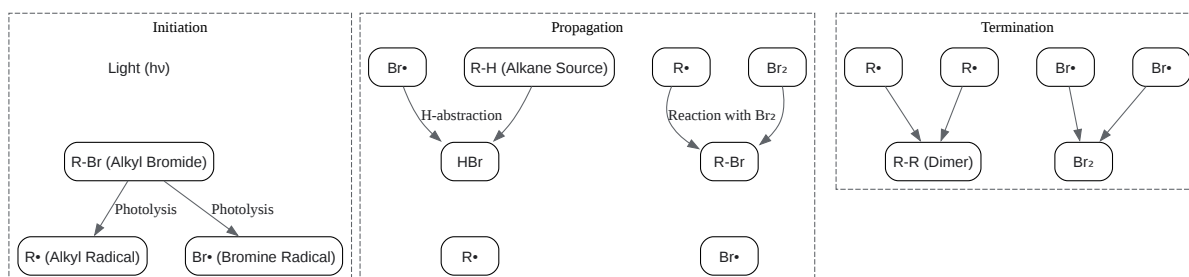 Initiation
Light (hν)
R-Br (Alkyl Bromide)
Photolysis
Photolysis
R• (Alkyl Radical)
Br• (Bromine Radical)
Propagation
Br•
R-H (Alkane Source)
R•
Br₂
H-abstraction
Reaction with Br₂
HBr
R-Br
R•
Br•
Termination
R•
R•
Br•
Br•
R-R (Dimer)
Br₂